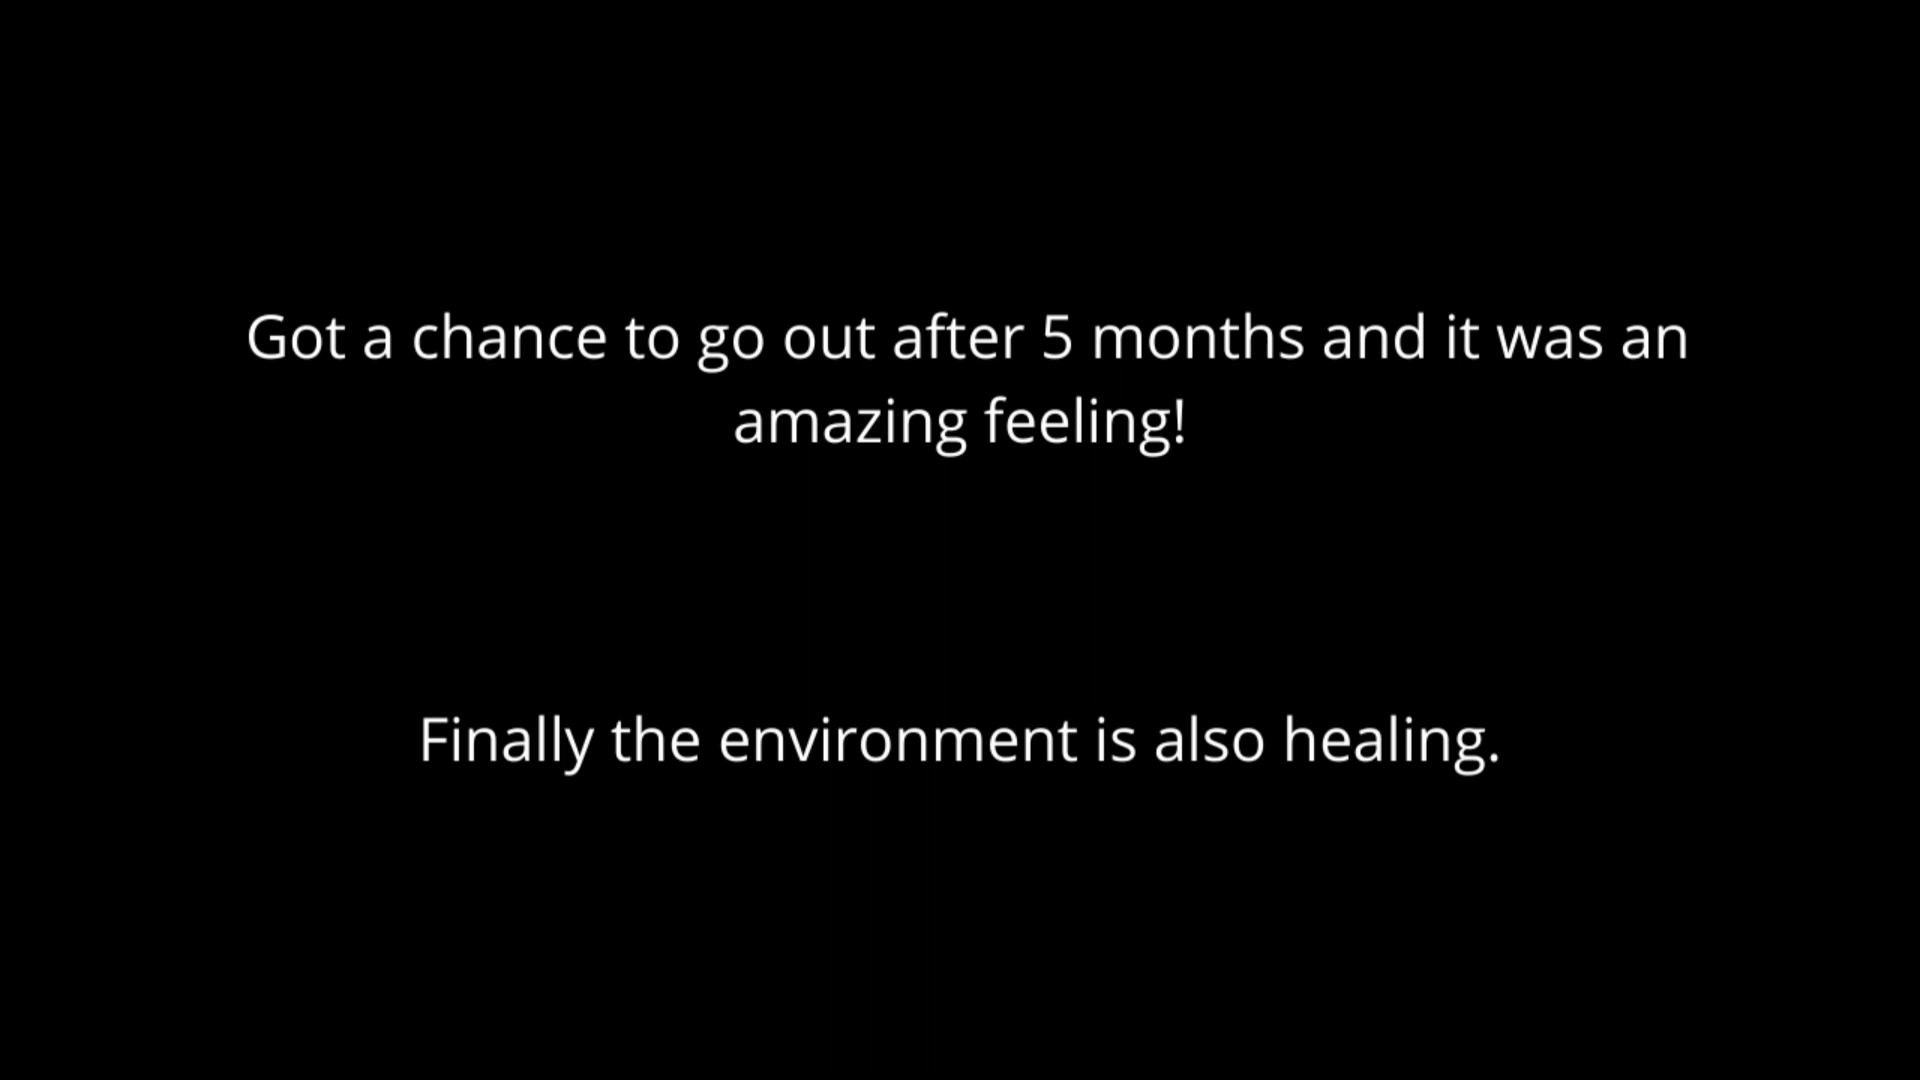 Got a chance to go out after 5 months and it was an
amazing feeling!
Finally the environment is also healing.